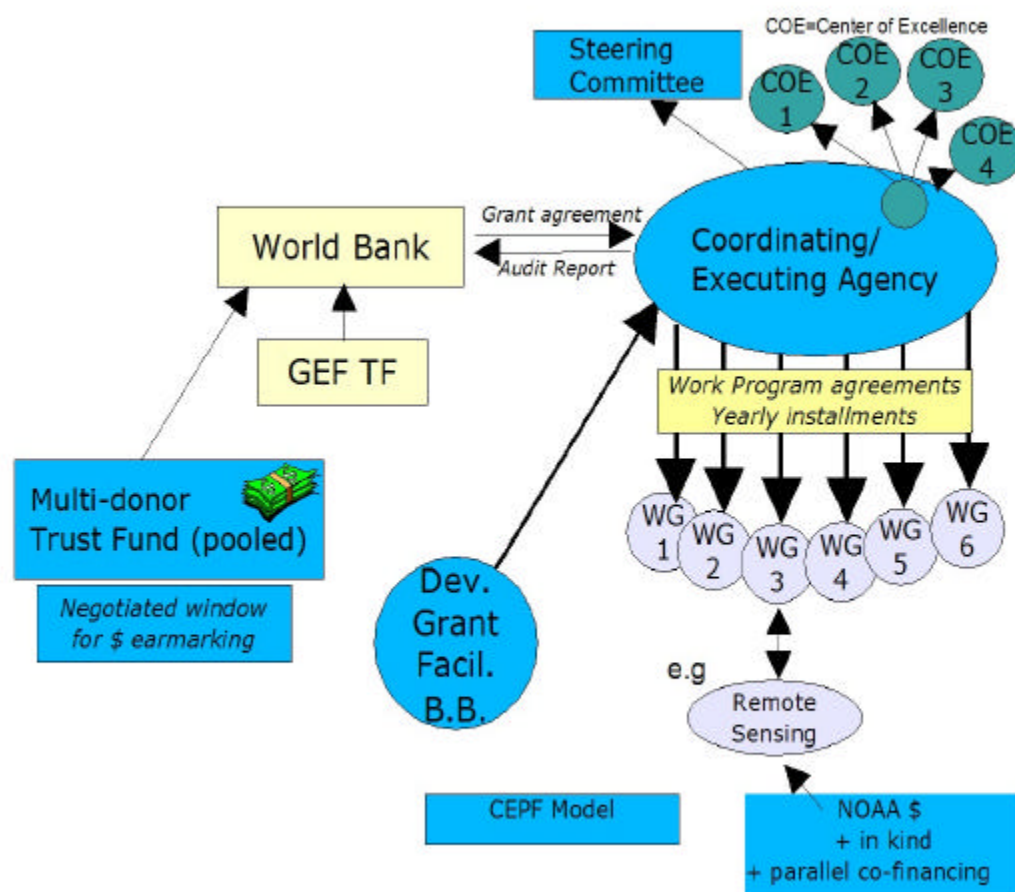 COE=Center of Excellence
Steering
Committee
COE
1
COE
2
COE
3
COE
4
Grant agreement
World Bank
Audit Report
Coordinating/
Executing Agency
GEF TF
Work Program agreements
Yearly installments
Multi-donor
Trust Fund (pooled)
Negotiated window
for $ earmarking
Dev.
Grant
Facil.
B.B.
WG
1
WG
2
WG
3
WG
4
WG
5
WG
6
e.g
Remote
Sensing
CEPF Model
NOAA $
+ in kind
+ parallel co-financing